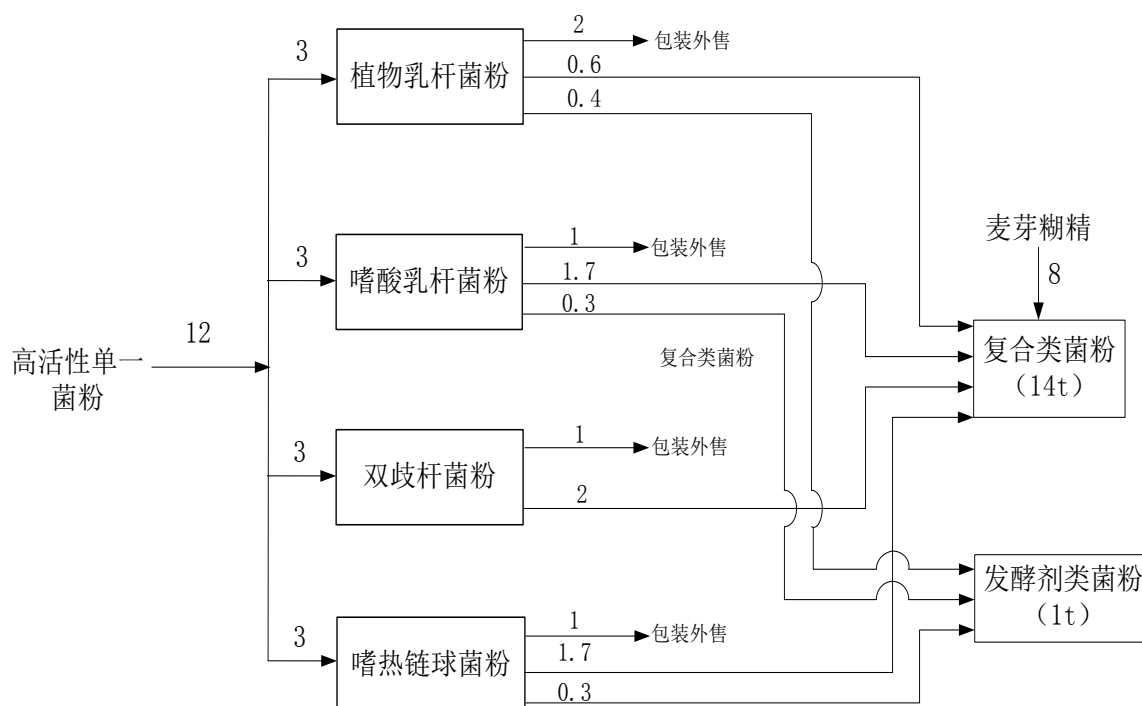 2
包装外售
3
植物乳杆菌粉
0.6
0.4
麦芽糊精
1
包装外售
3
嗜酸乳杆菌粉
1.7
8
0.3
12
复合类菌粉
复合类菌粉
(14t)
高活性单一
菌粉
1
包装外售
3
双歧杆菌粉
2
发酵剂类菌粉
(1t)
1
包装外售
3
嗜热链球菌粉
1.7
0.3